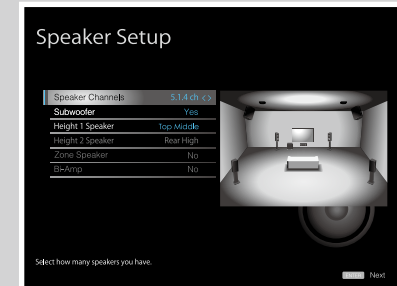 Speaker Setup
Speaker Channels 5.1.4 ch <>
Subwoofer Yes
Height 1 Speaker Top Middle
Height 2 Speaker Rear High
Zone Speaker No
Bi-Amp No
Select how many speakers you have.
ENTER Next